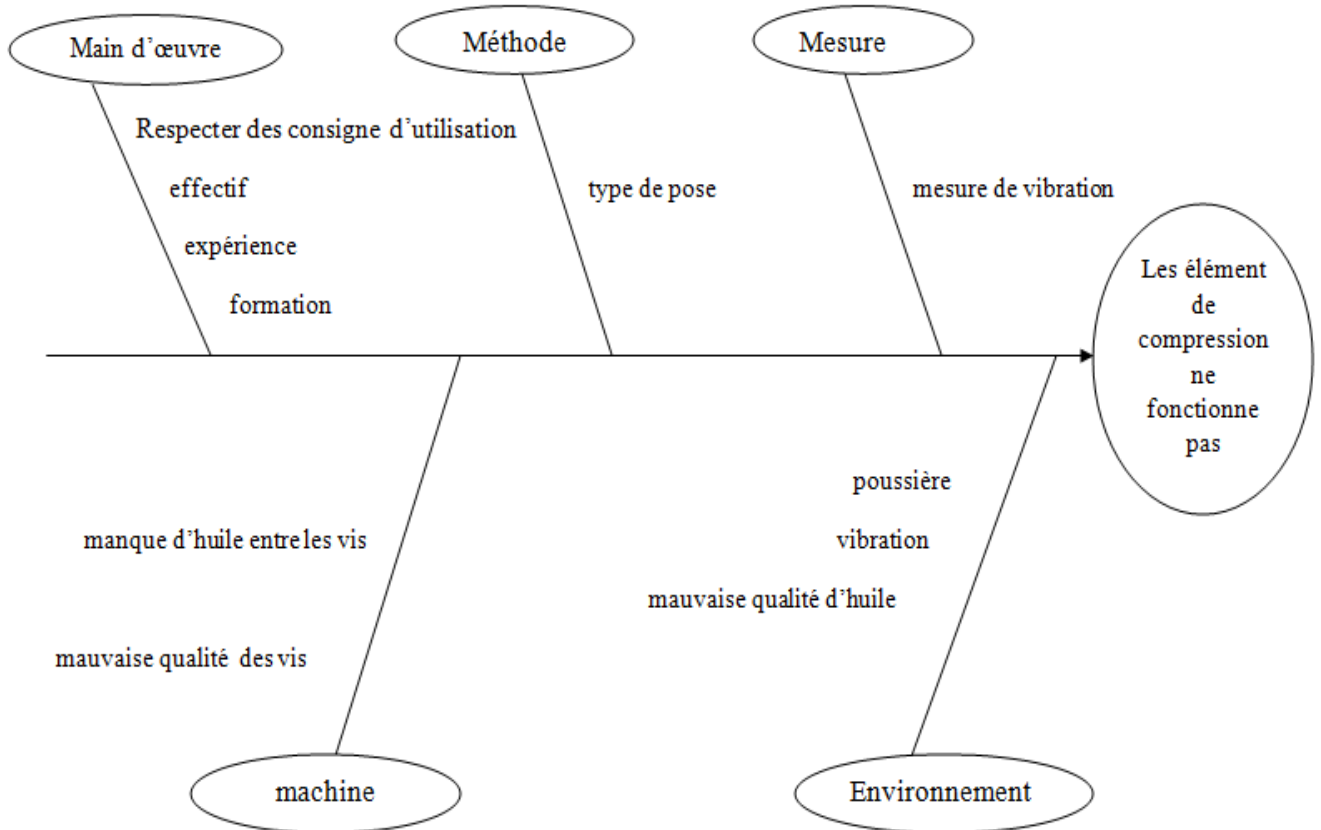 Main d’œuvre
Méthode
Mesure
Respecter des consigne d’utilisation
effectif
type de pose
mesure de vibration
expérience
formation
Les élément
de
compression
ne
fonctionne
pas
poussière
manque d’huile entre les vis
vibration
mauvaise qualité d’huile
mauvaise qualité des vis
machine
Environnement